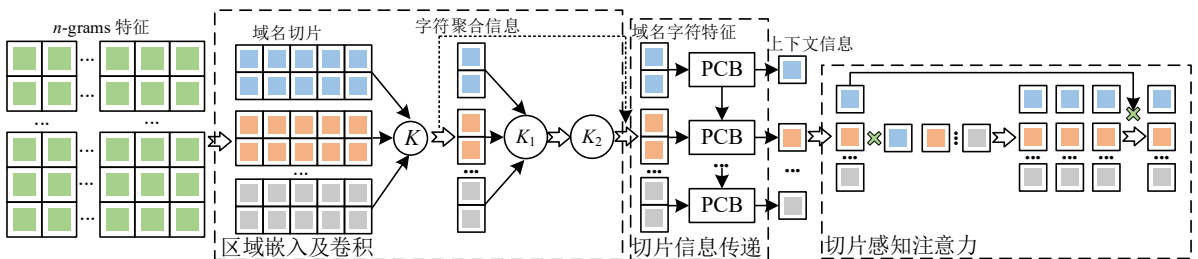 n-grams 特征
域名切片
字符聚合信息
域名字符特征
上下文信息
K
K1
K2
PCB
PCB
PCB
区域嵌入及卷积
切片信息传递
切片感知注意力